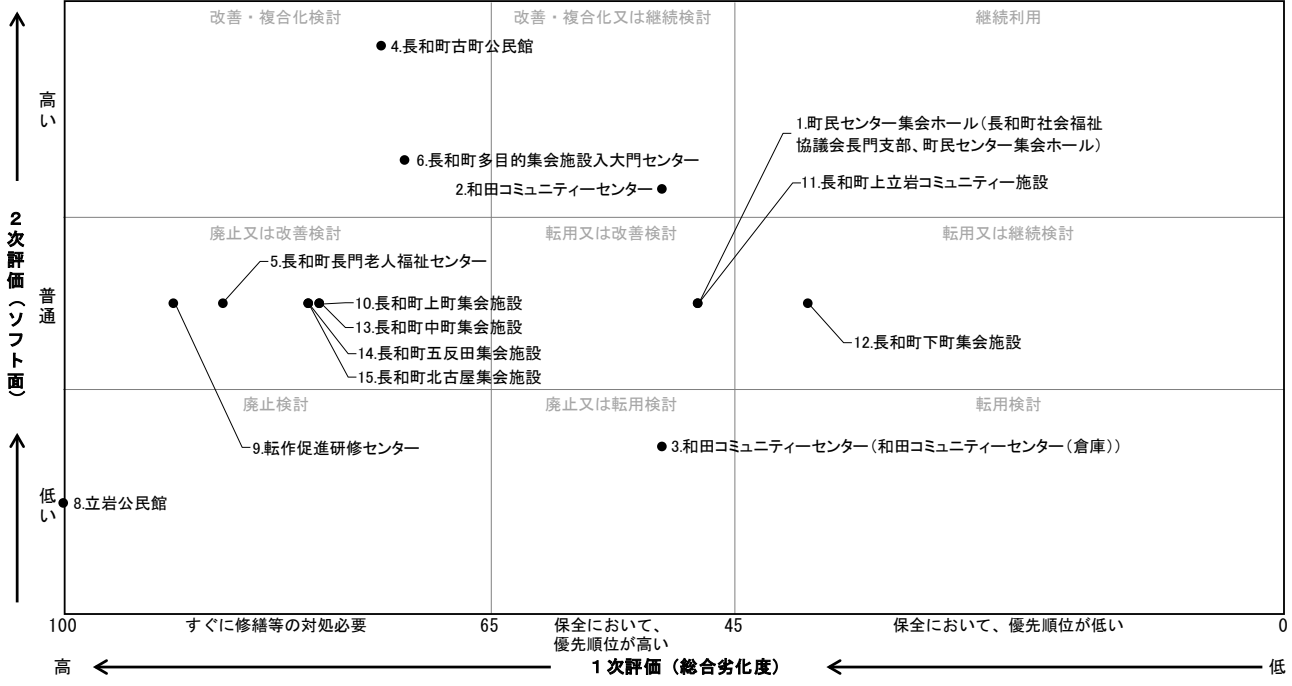 改善・複合化検討
改善・複合化又は継続検討
継続利用
4.長和町古町公民館
高い
1.町民センター集会ホール（長和町社会福祉
協議会長門支部、町民センター集会ホール）
6.長和町多目的集会施設入大門センター
2.和田コミュニティーセンター
11.長和町上立岩コミュニティー施設
2次評価（ソフト面）
廃止又は改善検討
転用又は改善検討
転用又は継続検討
5.長和町長門老人福祉センター
普通
10.長和町上町集会施設
13.長和町中町集会施設
12.長和町下町集会施設
14.長和町五反田集会施設
15.長和町北古屋集会施設
廃止検討
廃止又は転用検討
転用検討
9.転作促進研修センター
3.和田コミュニティーセンター（和田コミュニティーセンター（倉庫））
低い
8.立岩公民館
100
すぐに修繕等の対処必要
65
保全において、
優先順位が高い
45
保全において、優先順位が低い
0
高
1次評価（総合劣化度）
低